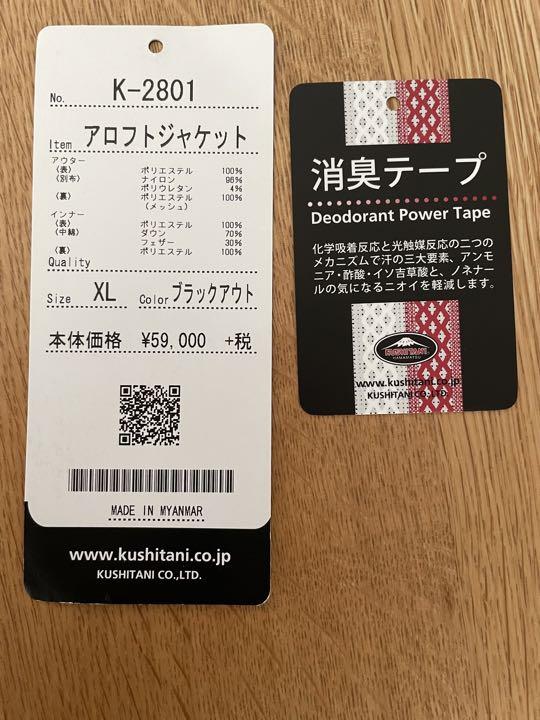 No. K-2801
Item アロフトジャケット
アウター
(表) ポリエステル 100%
(別布) ナイロン 96%
ポリウレタン 4%
(裏) ポリエステル 100%
(メッシュ)
インナー
(表) ポリエステル 100%
(中綿) ダウン 70%
フェザー 30%
(裏) ポリエステル 100%
Quality
Size XL Color ブラックアウト
本体価格 ¥59,000 +税
MADE IN MYANMAR
www.kushitani.co.jp
KUSHITANI CO.,LTD.
消臭テープ
Deodorant Power Tape
化学吸着反応と光触媒反応の二つの
メカニズムで汗の三大要素、アンモ
ニア・酢酸・イソ吉草酸と、ノネナー
ルの気になるニオイを軽減します。
KUSHITANI
HAMAMATSU
www.kushitani.co.jp
KUSHITANI CO.,LTD.